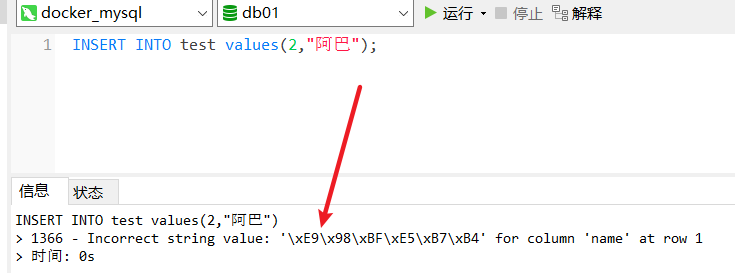 docker_mysql db01 运行 停止 解释
1 INSERT INTO test values(2,"阿巴");
信息 状态
INSERT INTO test values(2,"阿巴")
> 1366 - Incorrect string value: '\xE9\x98\xBF\xE5\xB7\xB4' for column 'name' at row 1
> 时间: 0s